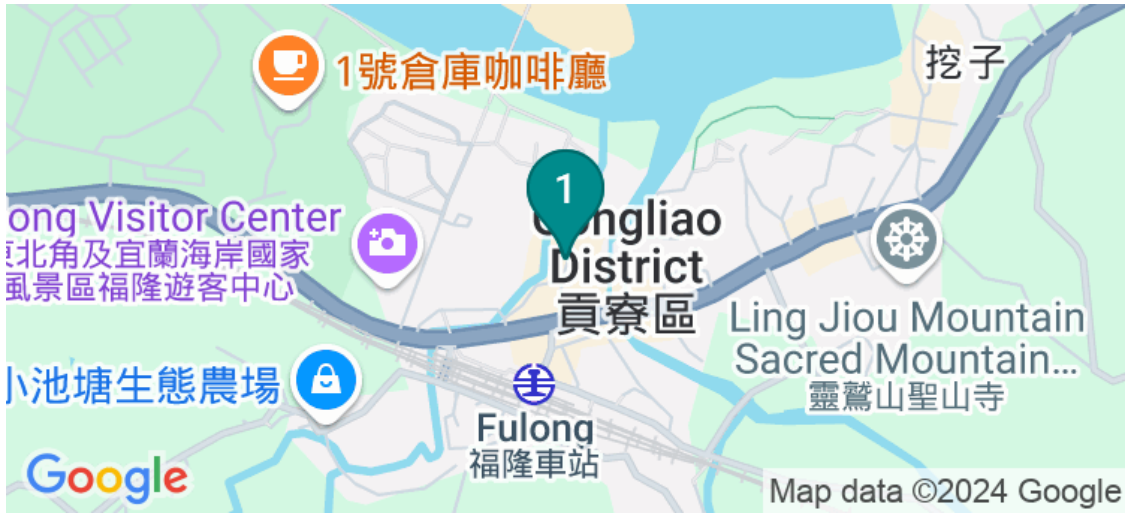 1號倉庫咖啡廳
挖子
1
ong Visitor Center
東北角及宜蘭海岸國家
風景區福隆遊客中心
Gongliao
District
貢寮區
Ling Jiou Mountain
Sacred Mountain...
靈鷲山聖山寺
小池塘生態農場
Fulong
福隆車站
Google
Map data ©2024 Google